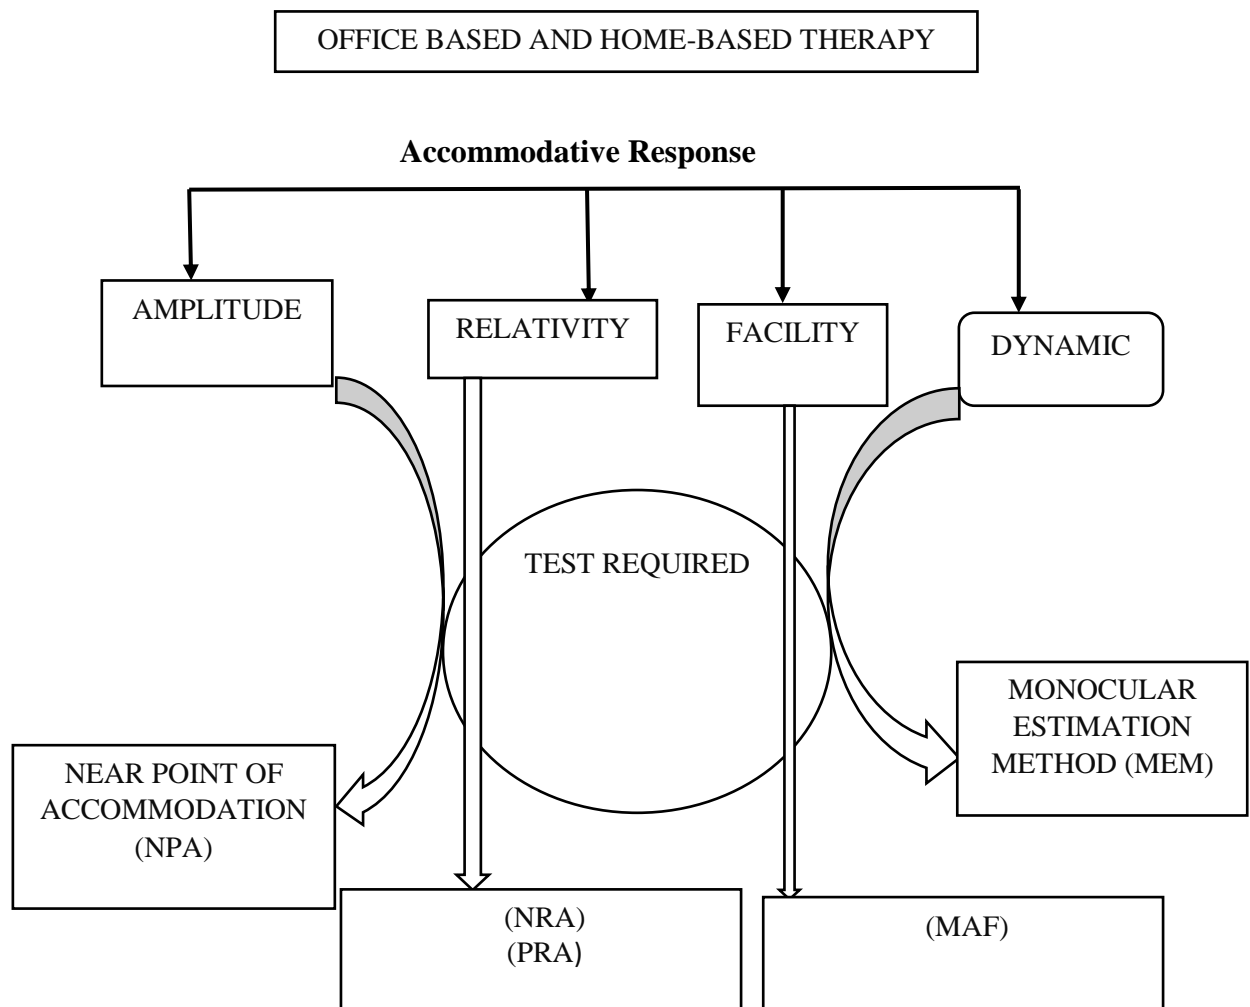 OFFICE BASED AND HOME-BASED THERAPY
Accommodative Response
AMPLITUDE
RELATIVITY
FACILITY
DYNAMIC
TEST REQUIRED
MONOCULAR
ESTIMATION
METHOD (MEM)
NEAR POINT OF
ACCOMMODATION
(NPA)
(NRA)
(PRA)
(MAF)